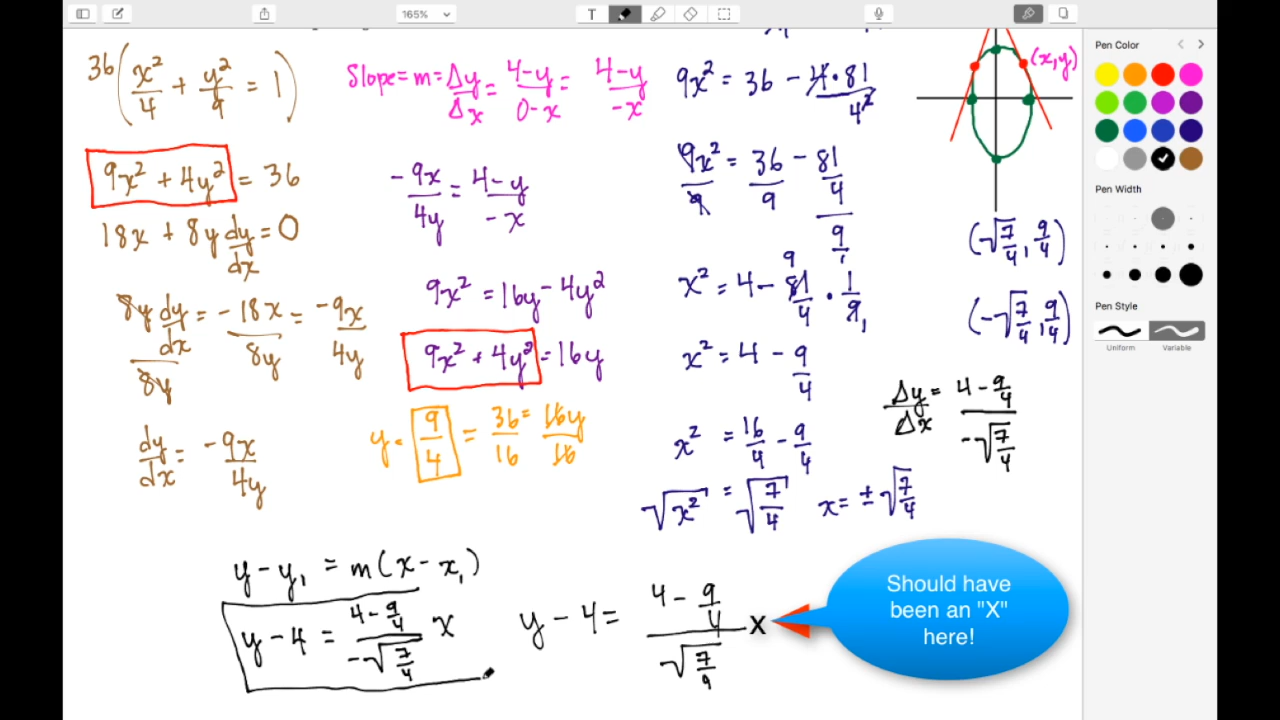 165%
T
36(x²/4 + y²/9 = 1)
9x² + 4y² = 36
18x + 8y dy/dx = 0
8y dy/dx / 8y = -18x/8y = -9x/4y
dy/dx = -9x/4y
Slope = m = Δy/Δx = 4-y/0-x = 4-y/-x
-9x/4y = 4-y/-x
9x² = 16y - 4y²
9x² + 4y² = 16y
y = 9/4 = 36/16 = 16y/16
9x² = 36 - 4·81/4²
9x²/9 = 36/9 - 81/4/9/1
x² = 4 - 81/4 · 1/9
9
1
x² = 4 - 9/4
x² = 16/4 - 9/4
√x² = √7/4
x = ±√7/4
(x,y)
(√7/4, 9/4)
(-√7/4, 9/4)
Δy/Δx = 4 - 9/4 / -√7/4
y - y₁ = m(x - x₁)
y - 4 = 4 - 9/4 / -√7/4 x
y - 4 = 4 - 9/4 / √7/9 x
Should have
been an "X"
here!
Pen Color
Pen Width
Pen Style
Uniform
Variable